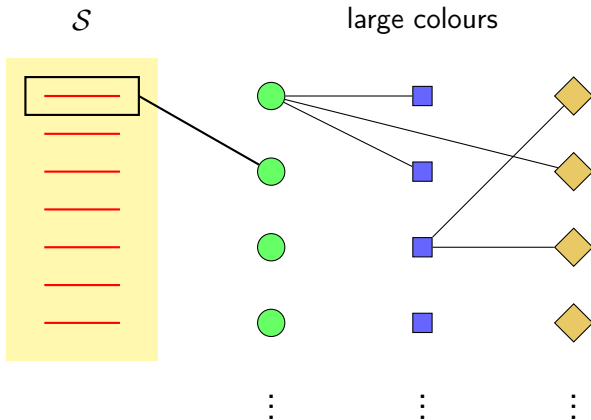 𝒮
large colours
⋮ ⋮ ⋮